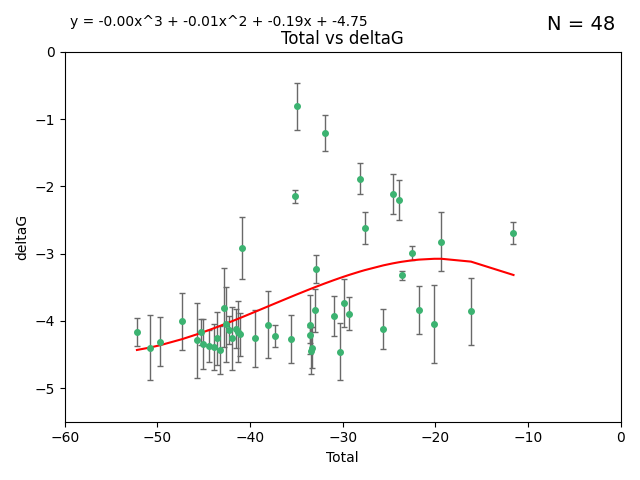 y = -0.00x^3 + -0.01x^2 + -0.19x + -4.75
N = 48
Total vs deltaG
0
−1
−2
−3
−4
−5
deltaG
−60 −50 −40 −30 −20 −10 0
Total